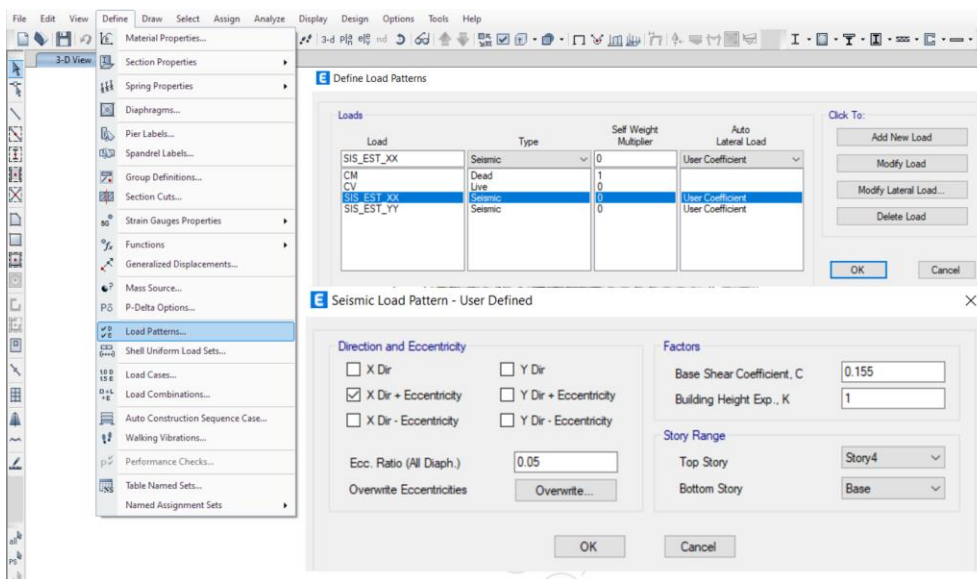 File Edit View Define Draw Select Assign Analyze Display Design Options Tools Help
3-d nd
3-D View
Material Properties...
Section Properties
Spring Properties
Diaphragms...
Pier Labels...
Spandrel Labels...
Group Definitions...
Section Cuts...
Strain Gauges Properties
Functions
Generalized Displacements...
Mass Source...
P-Delta Options...
Load Patterns...
Shell Uniform Load Sets...
Load Cases...
Load Combinations...
Auto Construction Sequence Case...
Walking Vibrations...
Performance Checks...
Table Named Sets...
Named Assignment Sets
E Define Load Patterns
Loads
Load Type Self Weight Multiplier Auto Lateral Load
SIS_EST_XX Seismic 0 User Coefficient
CM Dead 1
CV Live 0
SIS_EST_XX Seismic 0 User Coefficient
SIS_EST_YY Seismic 0 User Coefficient
Click To:
Add New Load
Modify Load
Modify Lateral Load...
Delete Load
OK Cancel
E Seismic Load Pattern - User Defined
Direction and Eccentricity
X Dir Y Dir
X Dir + Eccentricity Y Dir + Eccentricity
X Dir - Eccentricity Y Dir - Eccentricity
Ecc. Ratio (All Diaph.) 0.05
Overwrite Eccentricities Overwrite...
Factors
Base Shear Coefficient, C 0.155
Building Height Exp., K 1
Story Range
Top Story Story4
Bottom Story Base
OK Cancel